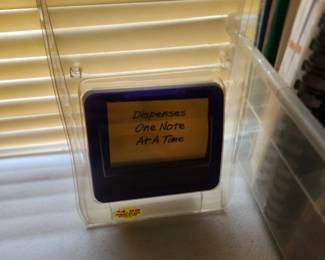 Dispenses
One Note
At A Time